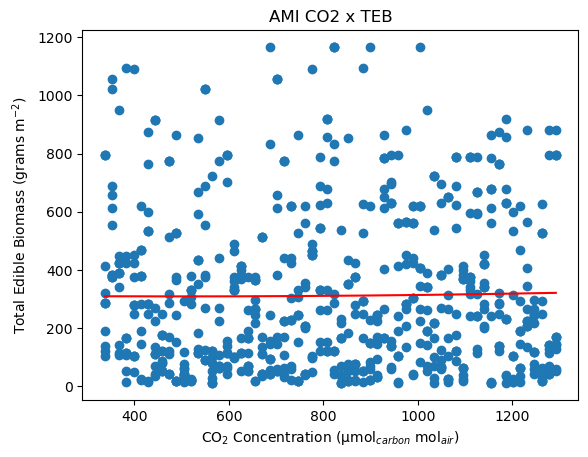 AMI CO2 x TEB
1200
1000
800
600
400
200
0
Total Edible Biomass (grams m⁻²)
400 600 800 1000 1200
CO₂ Concentration (µmol_carbon mol_air)